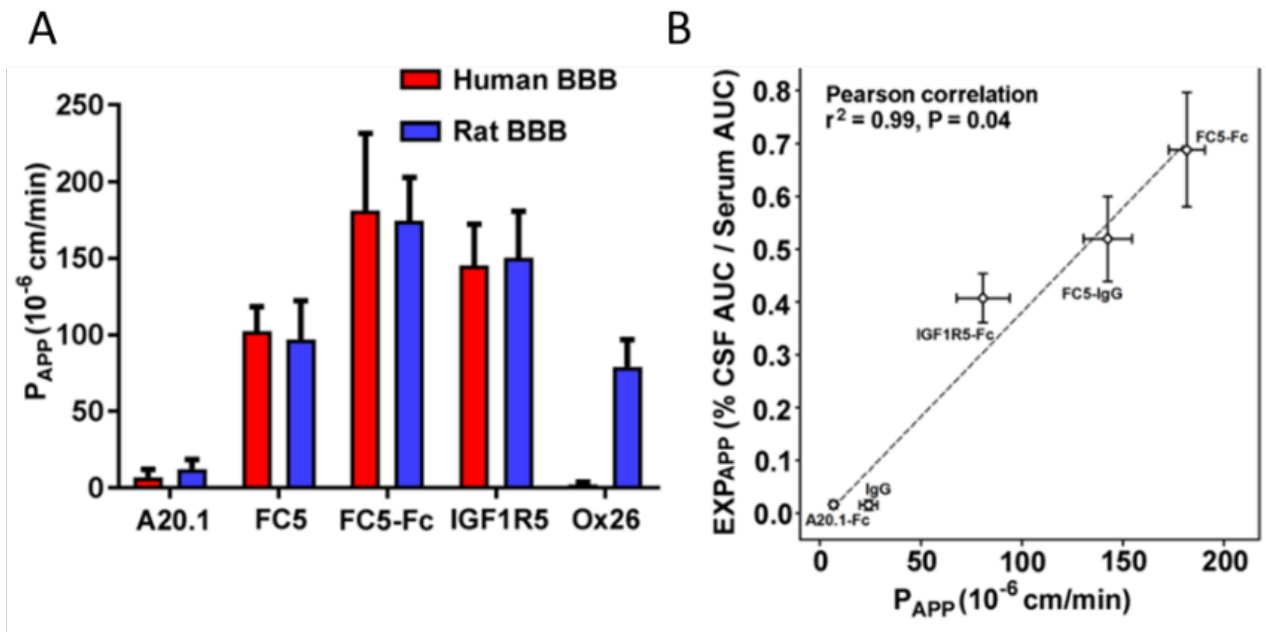 A
B
Human BBB
Rat BBB
250
200
150
100
50
0
P_APP (10⁻⁶ cm/min)
A20.1 FC5 FC5-Fc IGF1R5 Ox26
Pearson correlation
r² = 0.99, P = 0.04
EXP_APP (% CSF AUC / Serum AUC)
0.8
0.7
0.6
0.5
0.4
0.3
0.2
0.1
0.0
FC5-Fc
FC5-IgG
IGF1R5-Fc
IgG
A20.1-Fc
0 50 100 150 200
P_APP (10⁻⁶ cm/min)